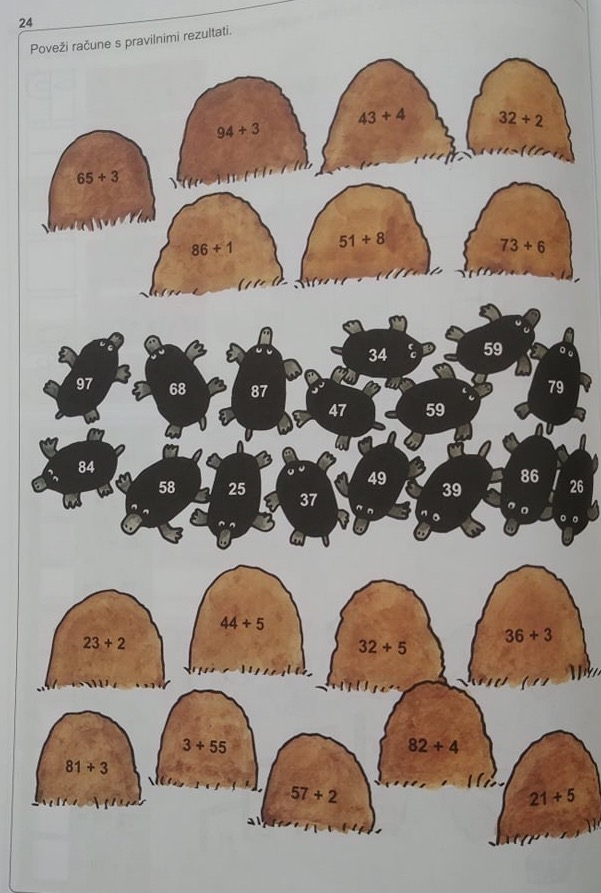 24
Poveži račune s pravilnimi rezultati.
65 + 3
94 + 3
43 + 4
32 + 2
86 + 1
51 + 8
73 + 6
97
68
87
34
47
59
59
79
84
58
25
37
49
39
86
26
23 + 2
44 + 5
32 + 5
36 + 3
81 + 3
3 + 55
57 + 2
82 + 4
21 + 5